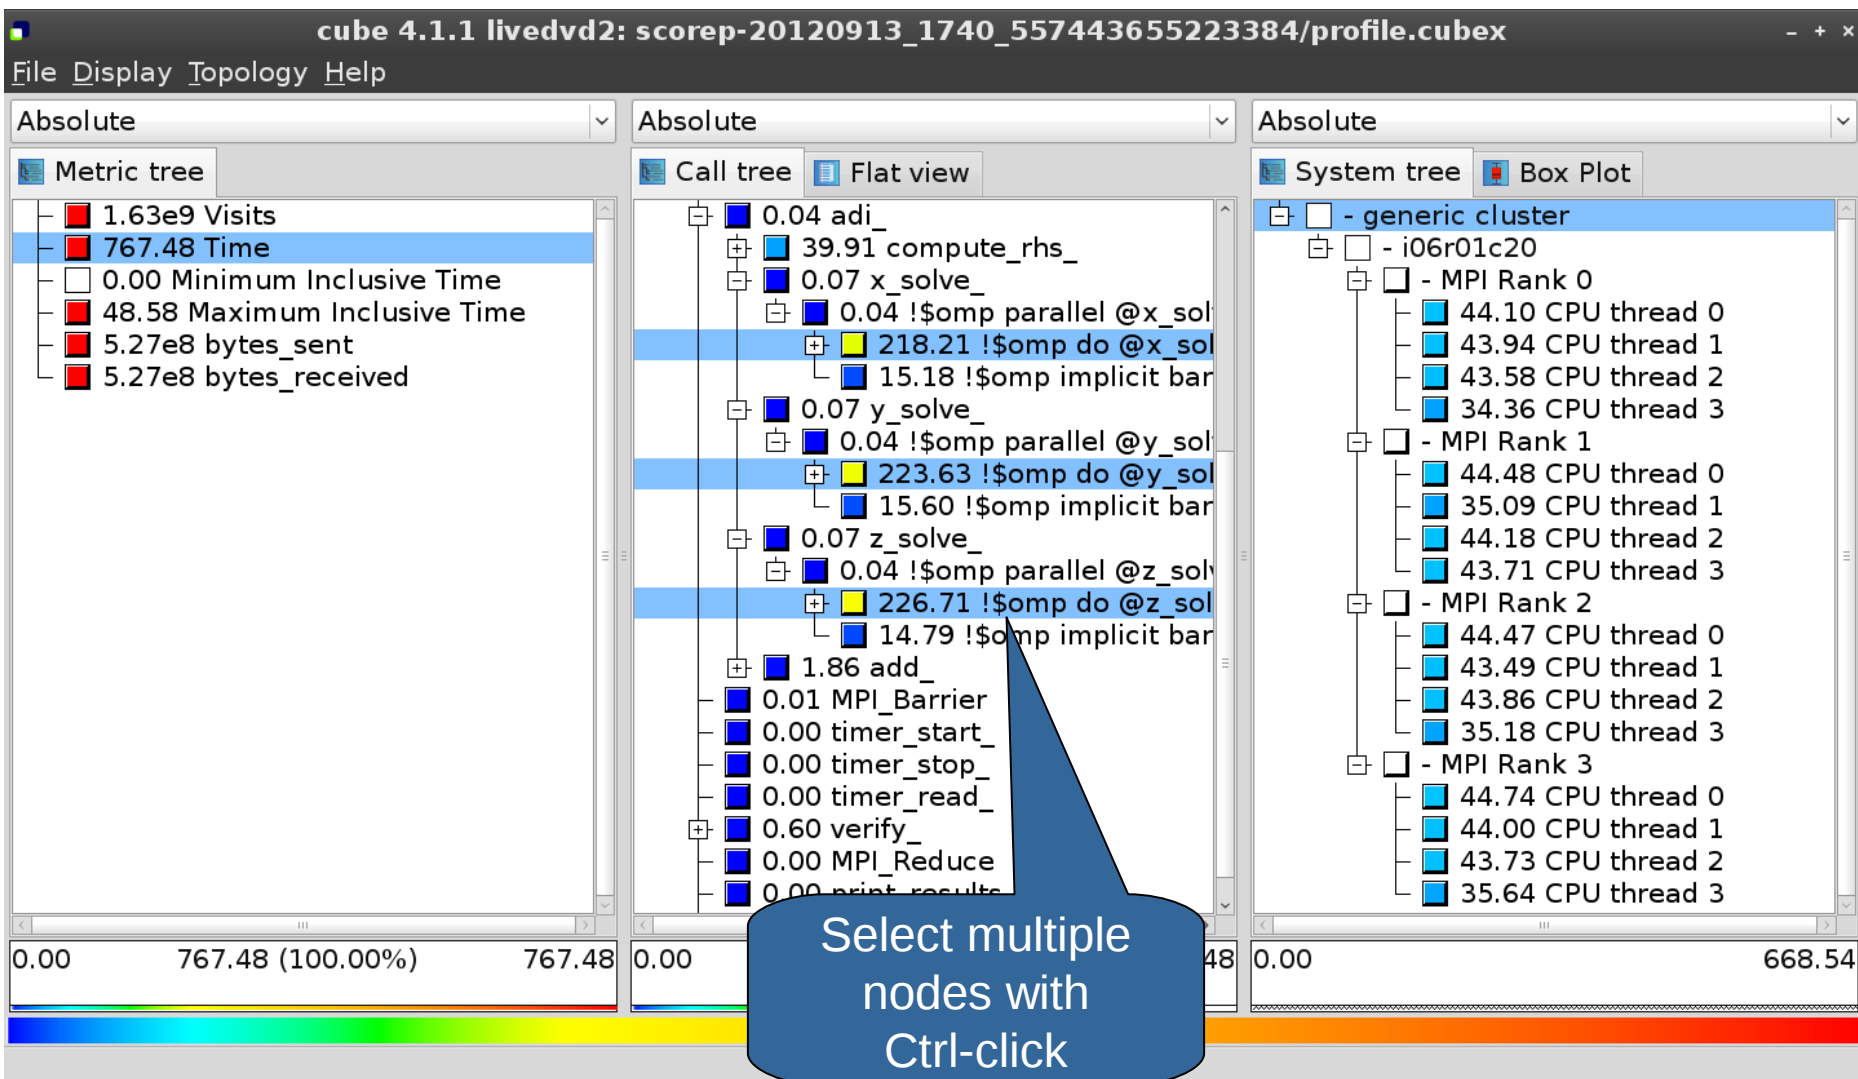 cube 4.1.1 livedvd2: scorep-20120913_1740_557443655223384/profile.cubex
File Display Topology Help
Absolute
Metric tree
1.63e9 Visits
767.48 Time
0.00 Minimum Inclusive Time
48.58 Maximum Inclusive Time
5.27e8 bytes_sent
5.27e8 bytes_received
0.00 767.48 (100.00%) 767.48
Absolute
Call tree Flat view
0.04 adi_
39.91 compute_rhs_
0.07 x_solve_
0.04 !$omp parallel @x_sol
218.21 !$omp do @x_sol
15.18 !$omp implicit bar
0.07 y_solve_
0.04 !$omp parallel @y_sol
223.63 !$omp do @y_sol
15.60 !$omp implicit bar
0.07 z_solve_
0.04 !$omp parallel @z_solv
226.71 !$omp do @z_sol
14.79 !$omp implicit bar
1.86 add_
0.01 MPI_Barrier
0.00 timer_start_
0.00 timer_stop_
0.00 timer_read_
0.60 verify_
0.00 MPI_Reduce
0.00 print_results
0.00 48
Select multiple
nodes with
Ctrl-click
Absolute
System tree Box Plot
- generic cluster
- i06r01c20
- MPI Rank 0
44.10 CPU thread 0
43.94 CPU thread 1
43.58 CPU thread 2
34.36 CPU thread 3
- MPI Rank 1
44.48 CPU thread 0
35.09 CPU thread 1
44.18 CPU thread 2
43.71 CPU thread 3
- MPI Rank 2
44.47 CPU thread 0
43.49 CPU thread 1
43.86 CPU thread 2
35.18 CPU thread 3
- MPI Rank 3
44.74 CPU thread 0
44.00 CPU thread 1
43.73 CPU thread 2
35.64 CPU thread 3
0.00 668.54